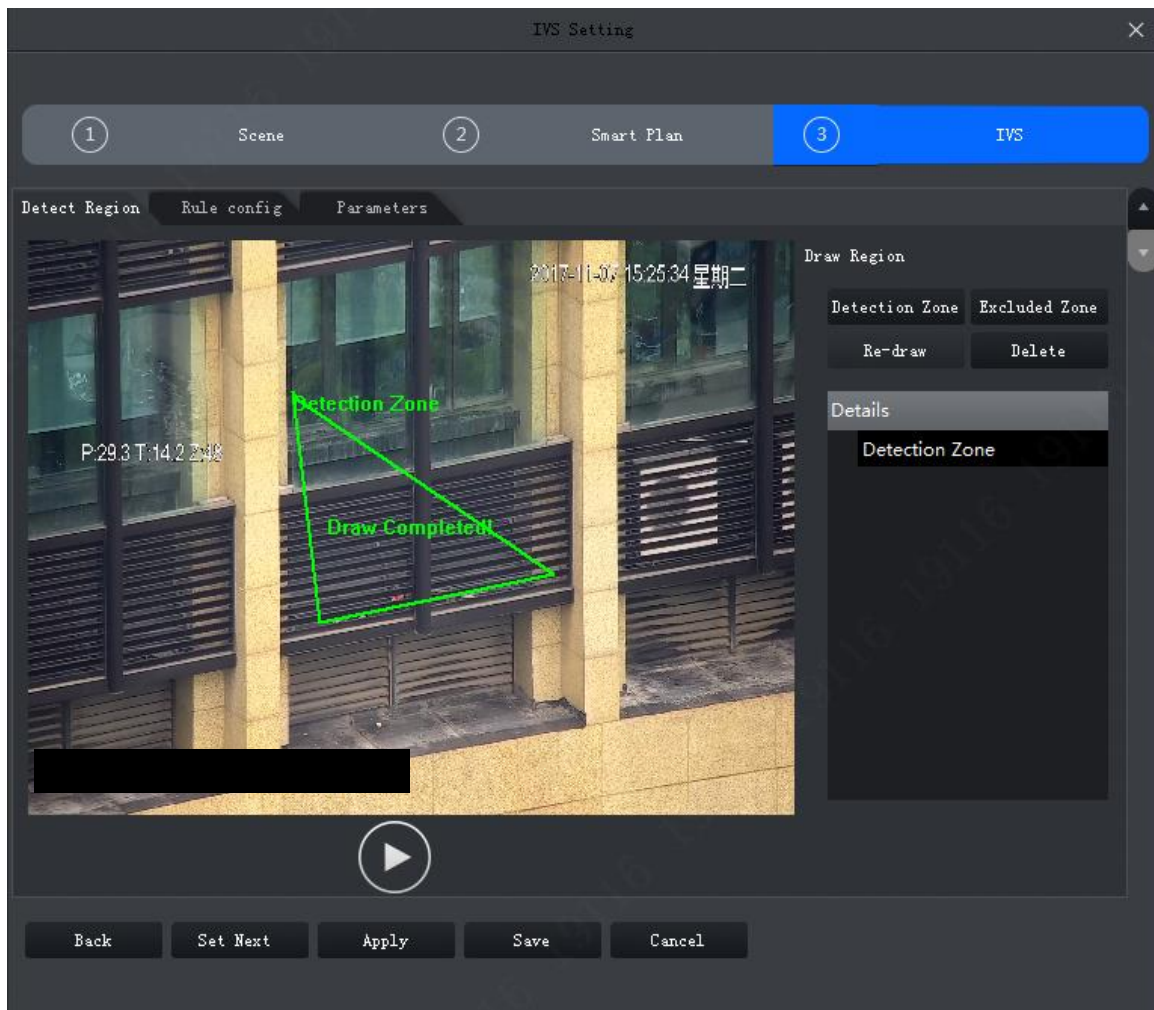 IVS Setting
1 Scene 2 Smart Plan 3 IVS
Detect Region Rule config Parameters
2017-11-07 15:25:34 星期二
Draw Region
Detection Zone Excluded Zone
Re-draw Delete
Detection Zone
Details
P:29.3 T:14.2 Z:48
Detection Zone
Draw Completed!
Back Set Next Apply Save Cancel